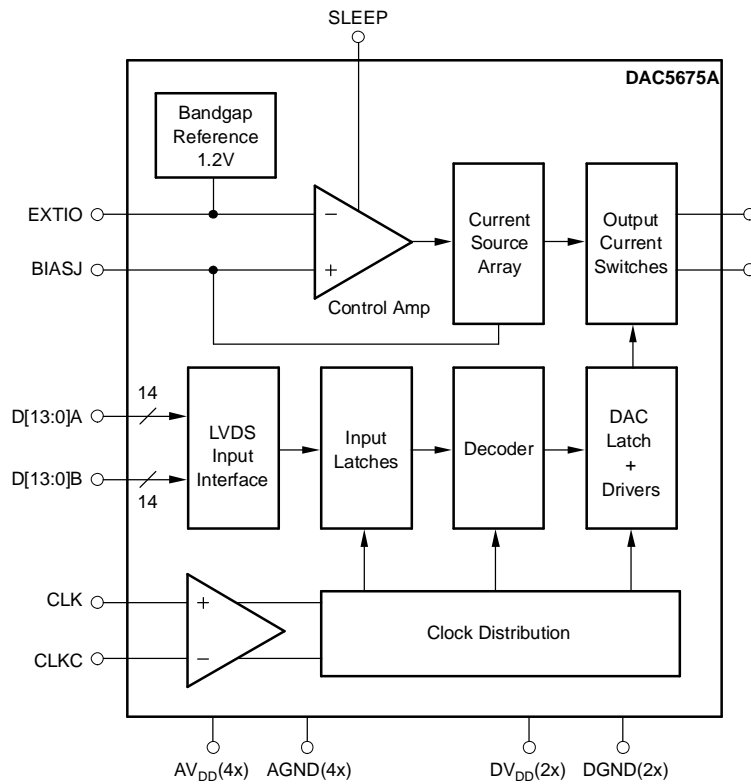 SLEEP
DAC5675A
Bandgap
Reference
1.2V
EXTIO
BIASJ
−
+
Control Amp
Current
Source
Array
Output
Current
Switches
14
D[13:0]A
D[13:0]B
14
LVDS
Input
Interface
Input
Latches
Decoder
DAC
Latch
+
Drivers
CLK
CLKC
+
−
Clock Distribution
AVDD(4x)
AGND(4x)
DVDD(2x)
DGND(2x)